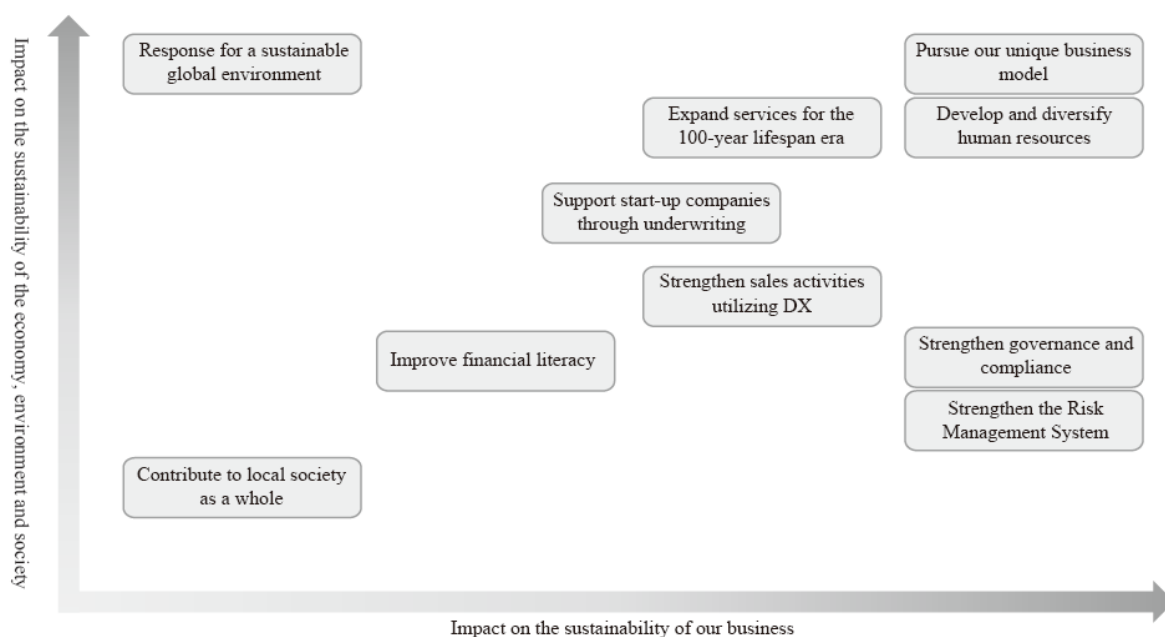 Impact on the sustainability of the economy, environment and society
Response for a sustainable
global environment
Pursue our unique business
model
Expand services for the
100-year lifespan era
Develop and diversify
human resources
Support start-up companies
through underwriting
Strengthen sales activities
utilizing DX
Improve financial literacy
Strengthen governance and
compliance
Strengthen the Risk
Management System
Contribute to local society
as a whole
Impact on the sustainability of our business